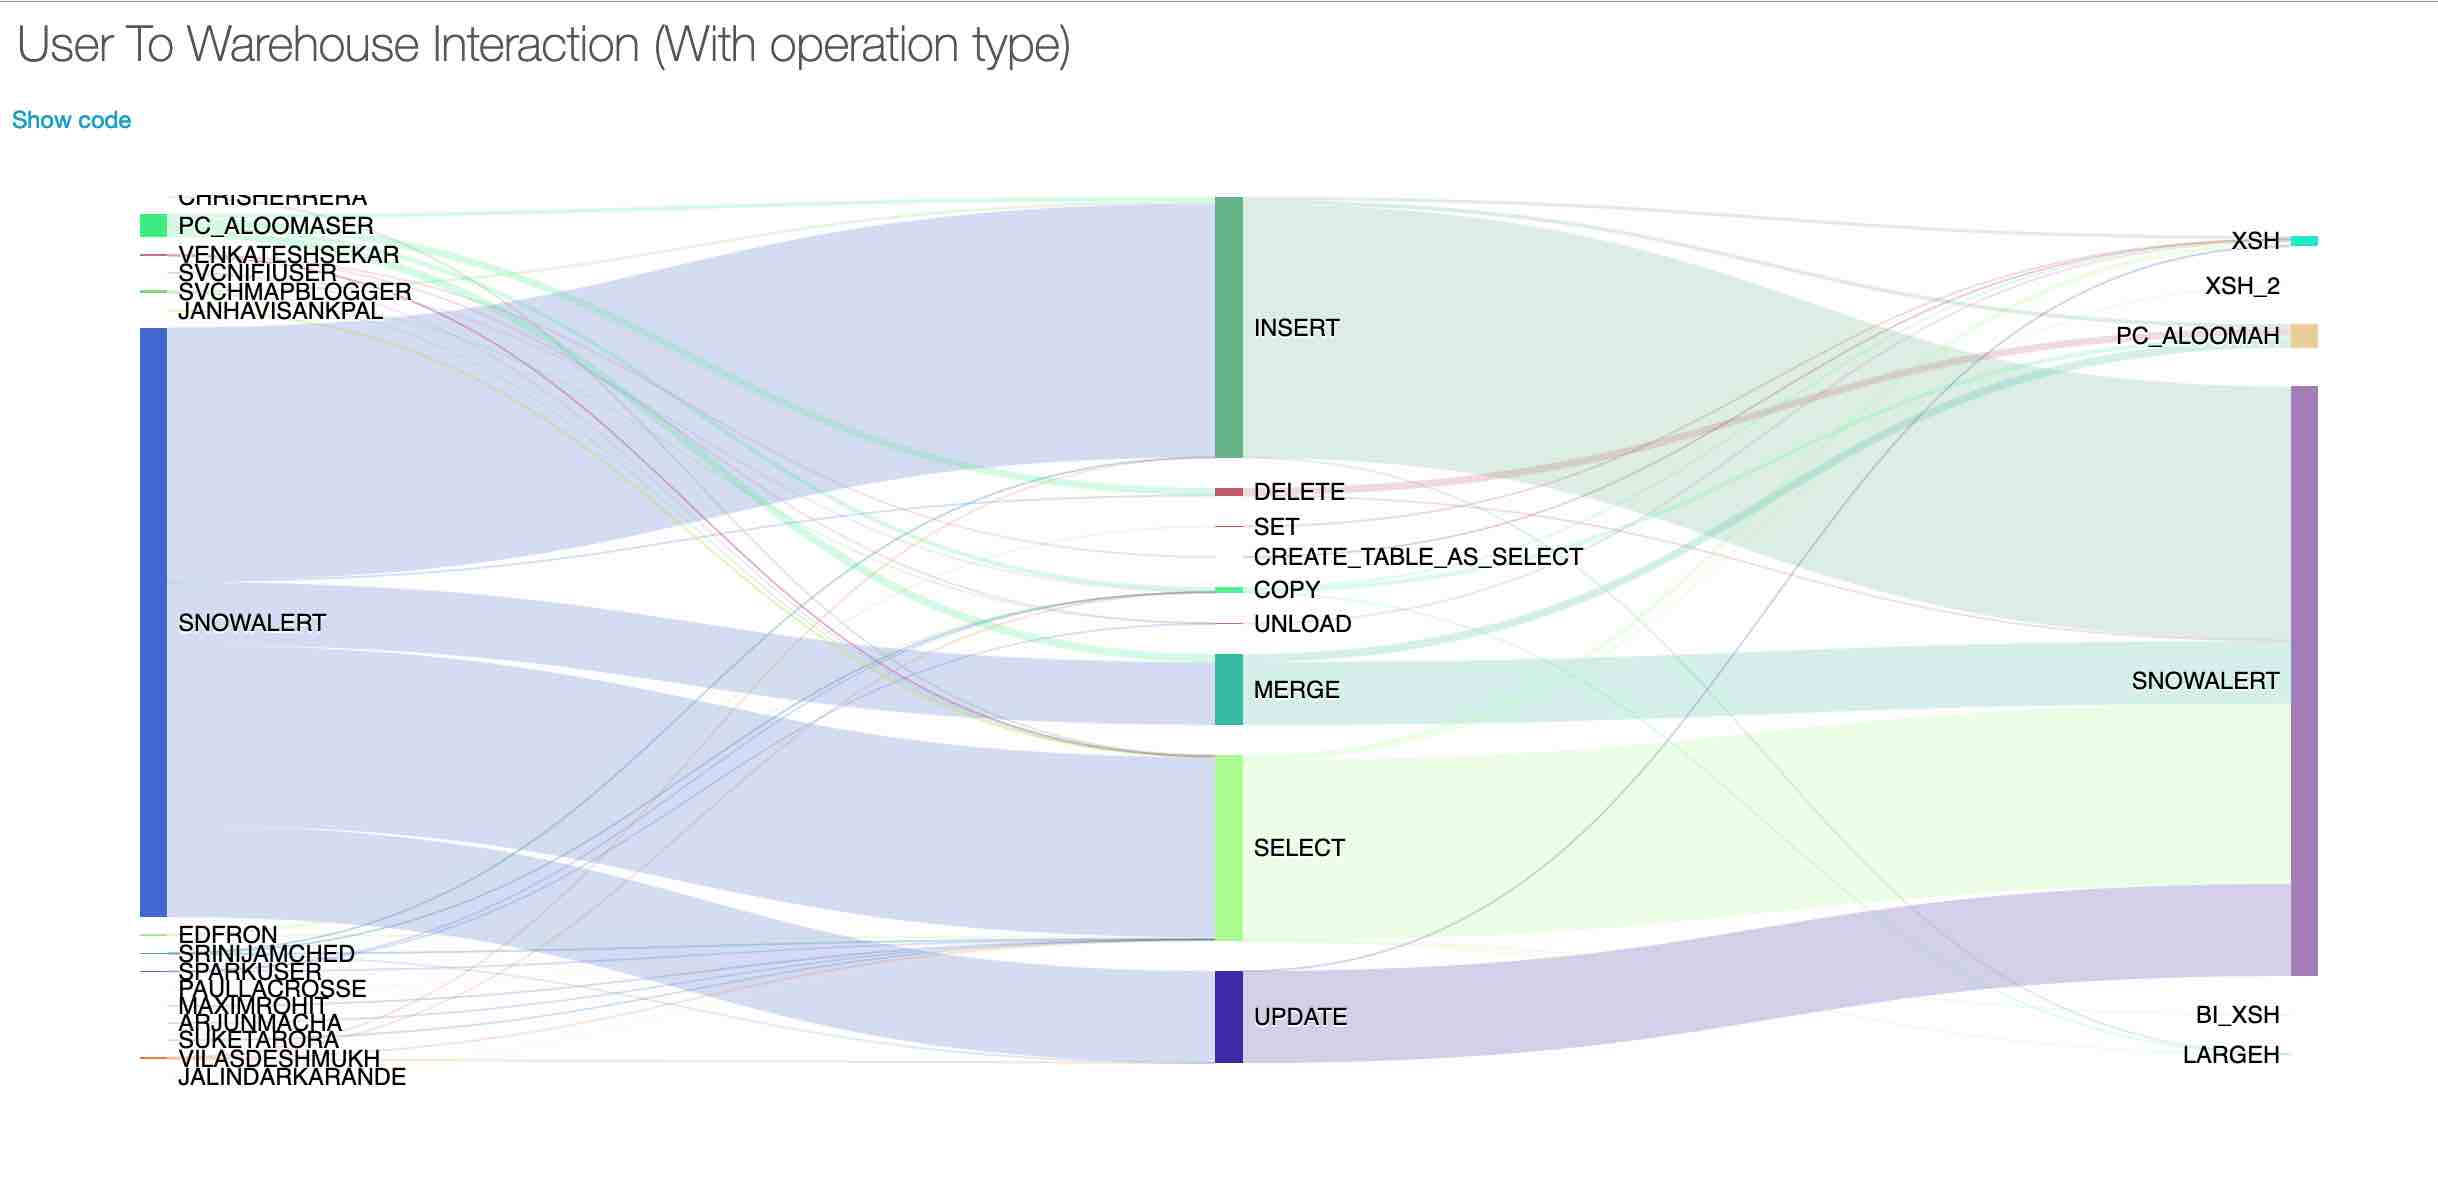 User To Warehouse Interaction (With operation type)
Show code
CHRISHERRERA
PC_ALOOMASER
VENKATESHSEKAR
SVCNIFIUSER
SVCHMAPBLOGGER
JANHAVISANKPAL
SNOWALERT
EDFRON
SRINIJAMCHED
SPARKUSER
PAULLACROSSE
MAXIMROHIT
ARJUNMACHA
SUKETARORA
VILASDESHMUKH
JALINDARKARANDE
INSERT
DELETE
SET
CREATE_TABLE_AS_SELECT
COPY
UNLOAD
MERGE
SELECT
UPDATE
XSH
XSH_2
PC_ALOOMAH
SNOWALERT
BI_XSH
LARGEH